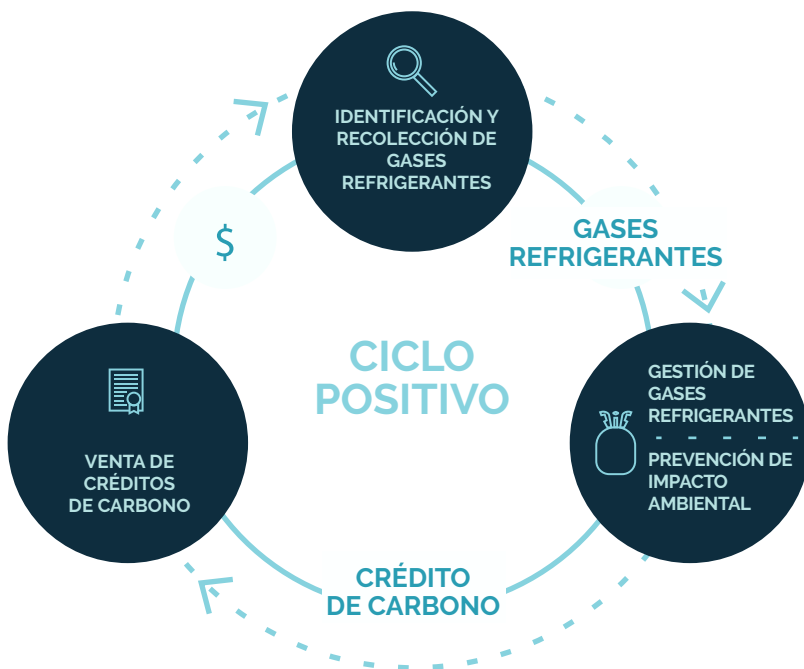 IDENTIFICACIÓN Y
RECOLECCIÓN DE
GASES
REFRIGERANTES
$
GASES
REFRIGERANTES
CICLO
POSITIVO
GESTIÓN DE
GASES
REFRIGERANTES
PREVENCIÓN DE
IMPACTO
AMBIENTAL
VENTA DE
CRÉDITOS
DE CARBONO
CRÉDITO
DE CARBONO